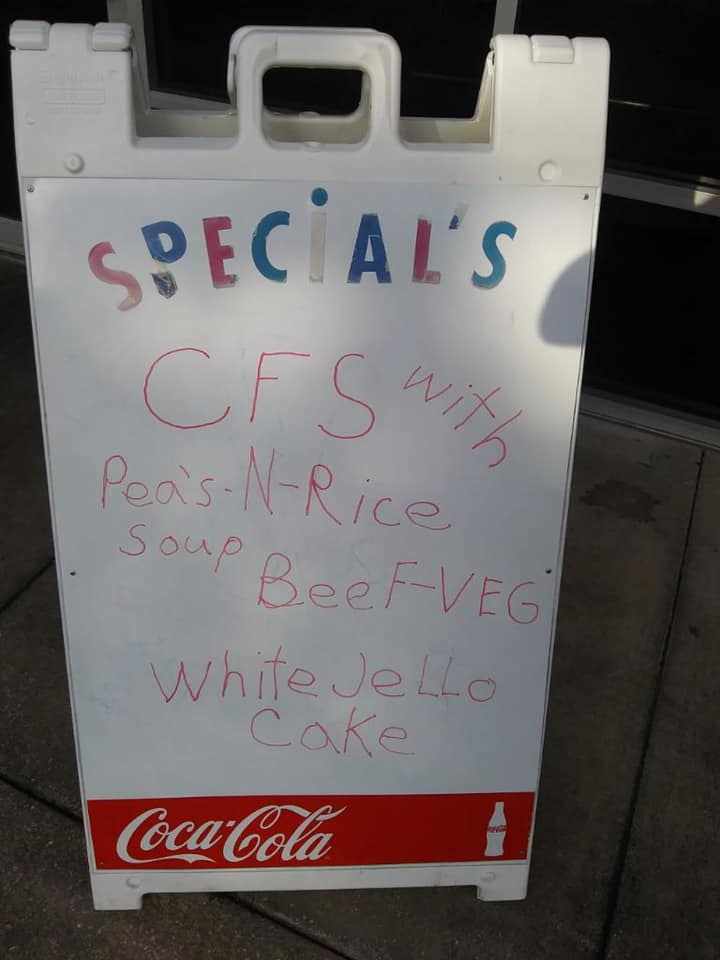 SPECiAL'S
CFS with
Pea's-N-Rice
Soup
BeeF-VEG
White JeLLo
Cake
Coca-Cola